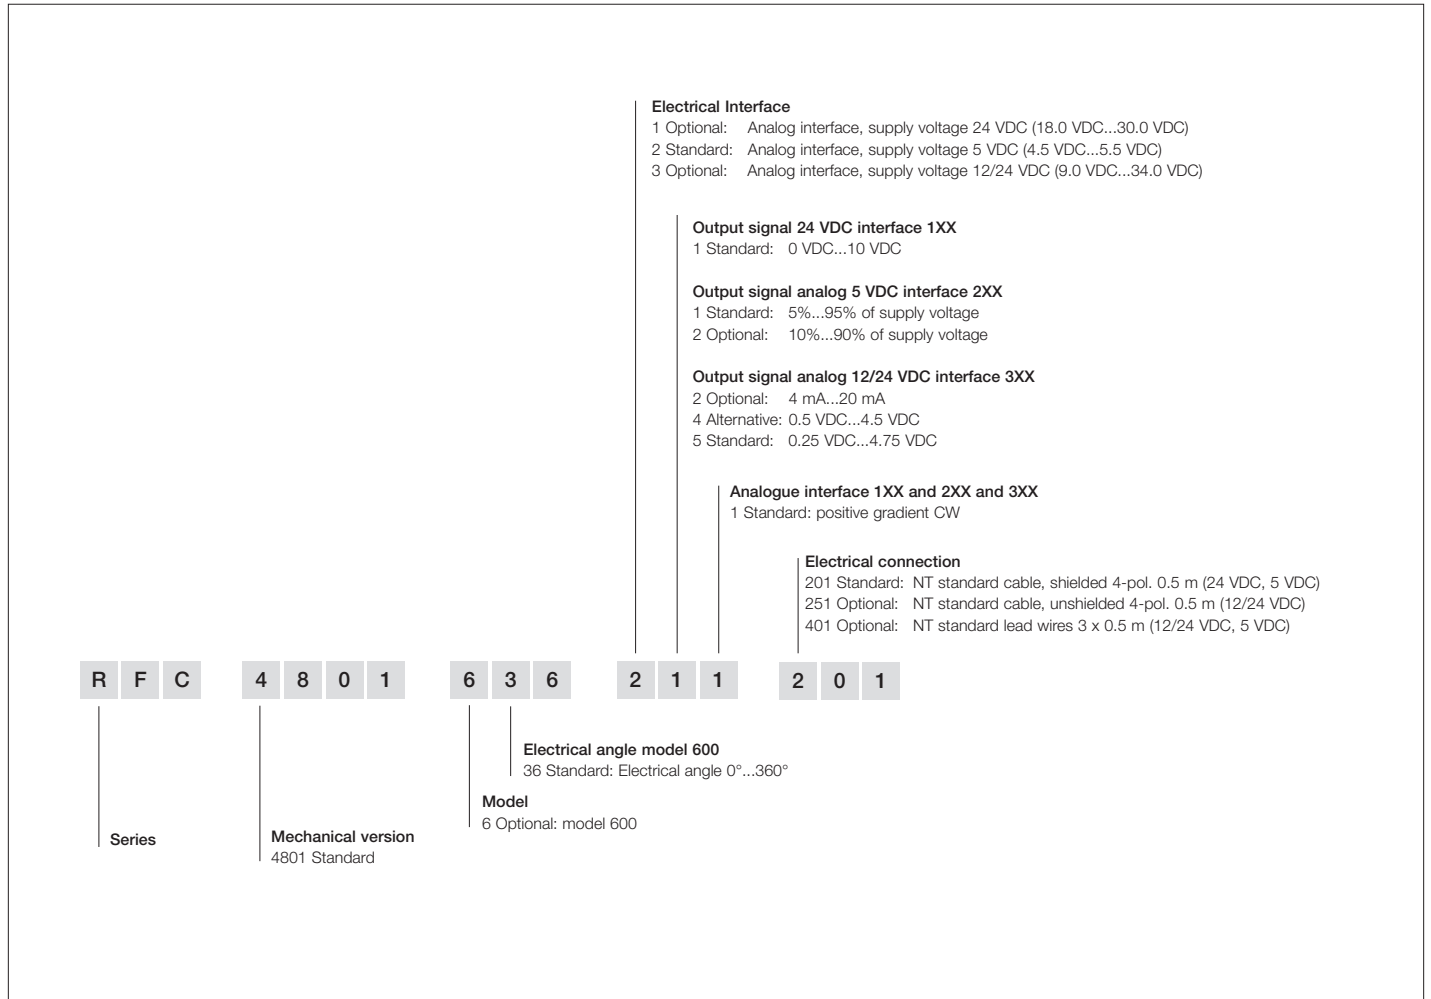 Electrical Interface
1 Optional: Analog interface, supply voltage 24 VDC (18.0 VDC...30.0 VDC)
2 Standard: Analog interface, supply voltage 5 VDC (4.5 VDC...5.5 VDC)
3 Optional: Analog interface, supply voltage 12/24 VDC (9.0 VDC...34.0 VDC)
Output signal 24 VDC interface 1XX
1 Standard: 0 VDC...10 VDC
Output signal analog 5 VDC interface 2XX
1 Standard: 5%...95% of supply voltage
2 Optional: 10%...90% of supply voltage
Output signal analog 12/24 VDC interface 3XX
2 Optional: 4 mA...20 mA
4 Alternative: 0.5 VDC...4.5 VDC
5 Standard: 0.25 VDC...4.75 VDC
Analogue interface 1XX and 2XX and 3XX
1 Standard: positive gradient CW
Electrical connection
201 Standard: NT standard cable, shielded 4-pol. 0.5 m (24 VDC, 5 VDC)
251 Optional: NT standard cable, unshielded 4-pol. 0.5 m (12/24 VDC)
401 Optional: NT standard lead wires 3 x 0.5 m (12/24 VDC, 5 VDC)
R F C 4 8 0 1 6 3 6 2 1 1 2 0 1
Electrical angle model 600
36 Standard: Electrical angle 0°...360°
Model
6 Optional: model 600
Series
Mechanical version
4801 Standard